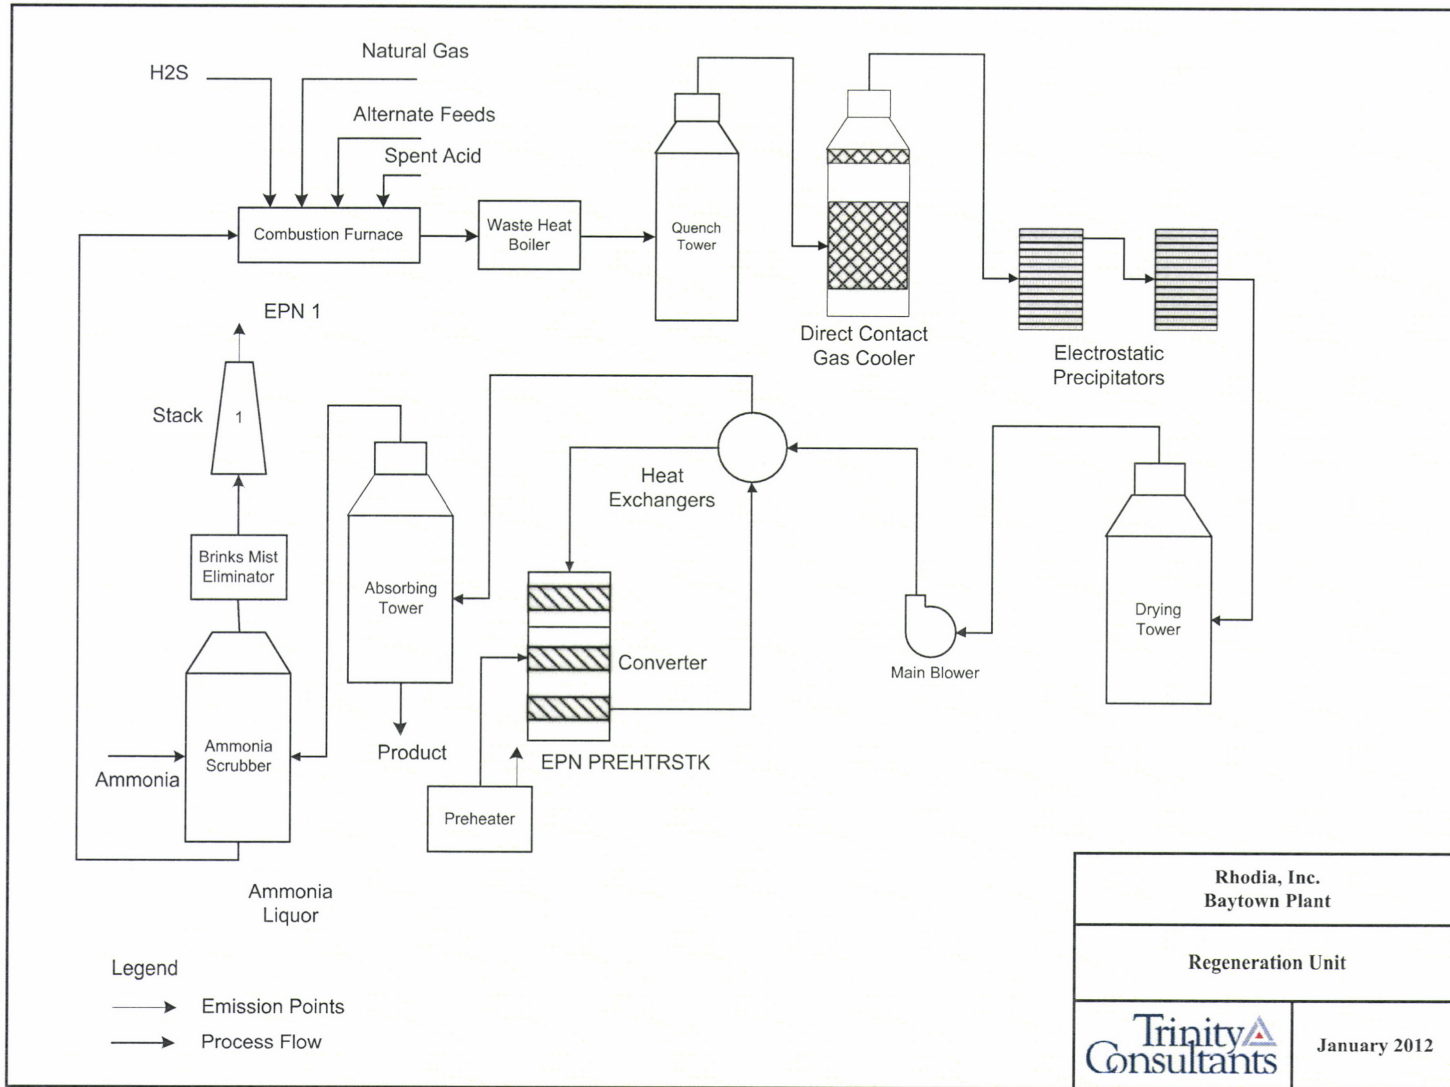 Natural Gas
H2S
Alternate Feeds
Spent Acid
Combustion Furnace
Waste Heat
Boiler
Quench
Tower
Direct Contact
Gas Cooler
Electrostatic
Precipitators
EPN 1
Stack
1
Heat
Exchangers
Brinks Mist
Eliminator
Absorbing
Tower
Drying
Tower
Converter
Main Blower
Ammonia
Scrubber
Ammonia
Product
EPN PREHTRSTK
Preheater
Ammonia
Liquor
Legend
Emission Points
Process Flow
Rhodia, Inc.
Baytown Plant
Regeneration Unit
Trinity
Consultants
January 2012